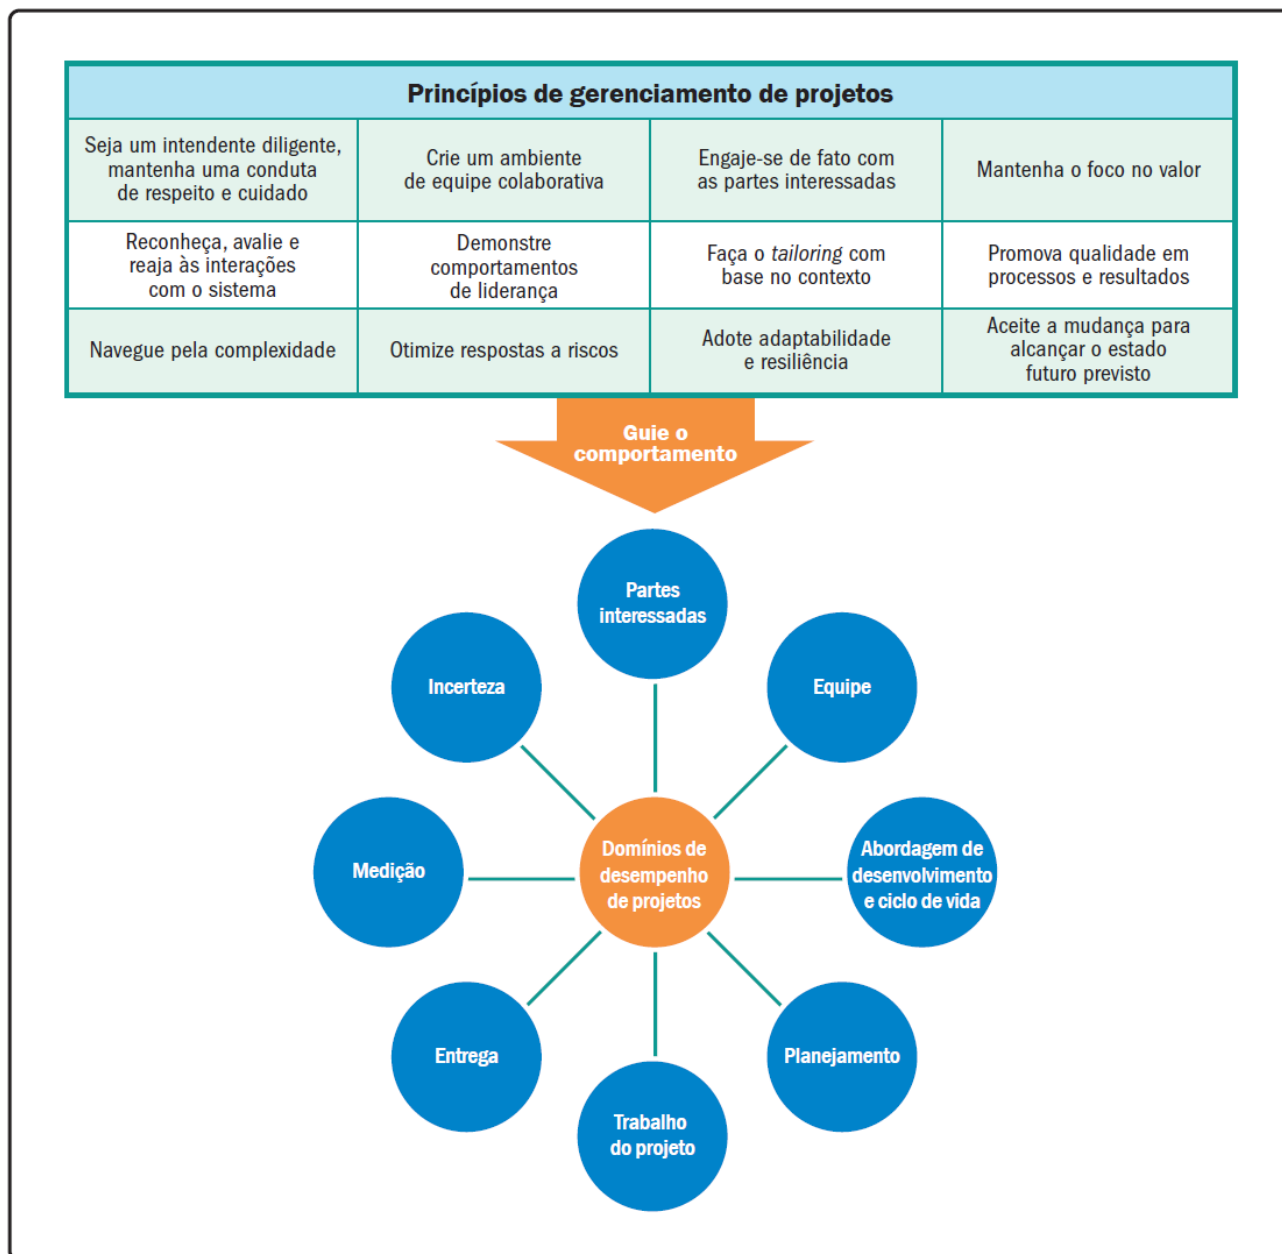 Princípios de gerenciamento de projetos
Seja um intendente diligente,
mantenha uma conduta
de respeito e cuidado
Crie um ambiente
de equipe colaborativa
Engaje-se de fato com
as partes interessadas
Mantenha o foco no valor
Reconheça, avalie e
reaja às interações
com o sistema
Demonstre
comportamentos
de liderança
Faça o tailoring com
base no contexto
Promova qualidade em
processos e resultados
Navegue pela complexidade
Otimize respostas a riscos
Adote adaptabilidade
e resiliência
Aceite a mudança para
alcançar o estado
futuro previsto
Guie o
comportamento
Partes
interessadas
Incerteza
Equipe
Medição
Domínios de
desempenho
de projetos
Abordagem de
desenvolvimento
e ciclo de vida
Entrega
Planejamento
Trabalho
do projeto